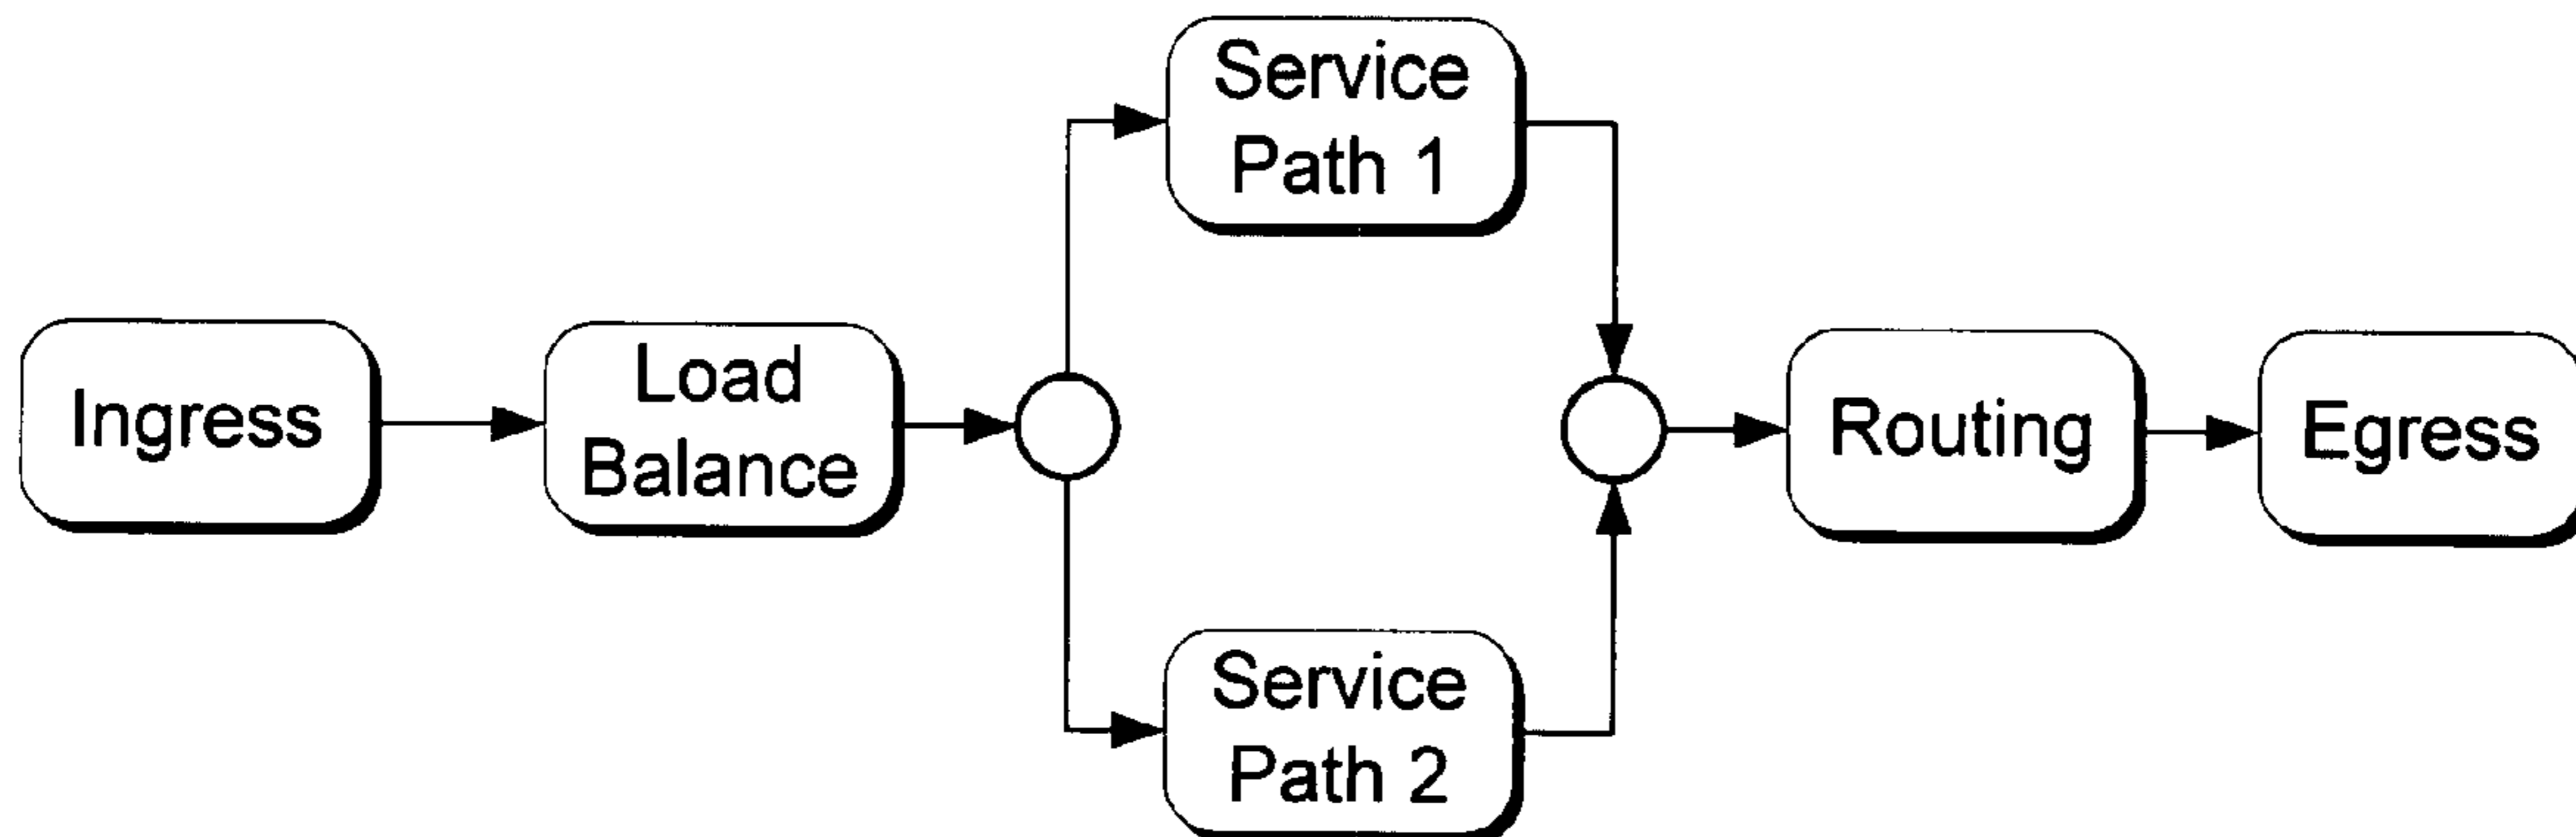 Ingress
Load
Balance
Service
Path 1
Service
Path 2
Routing
Egress